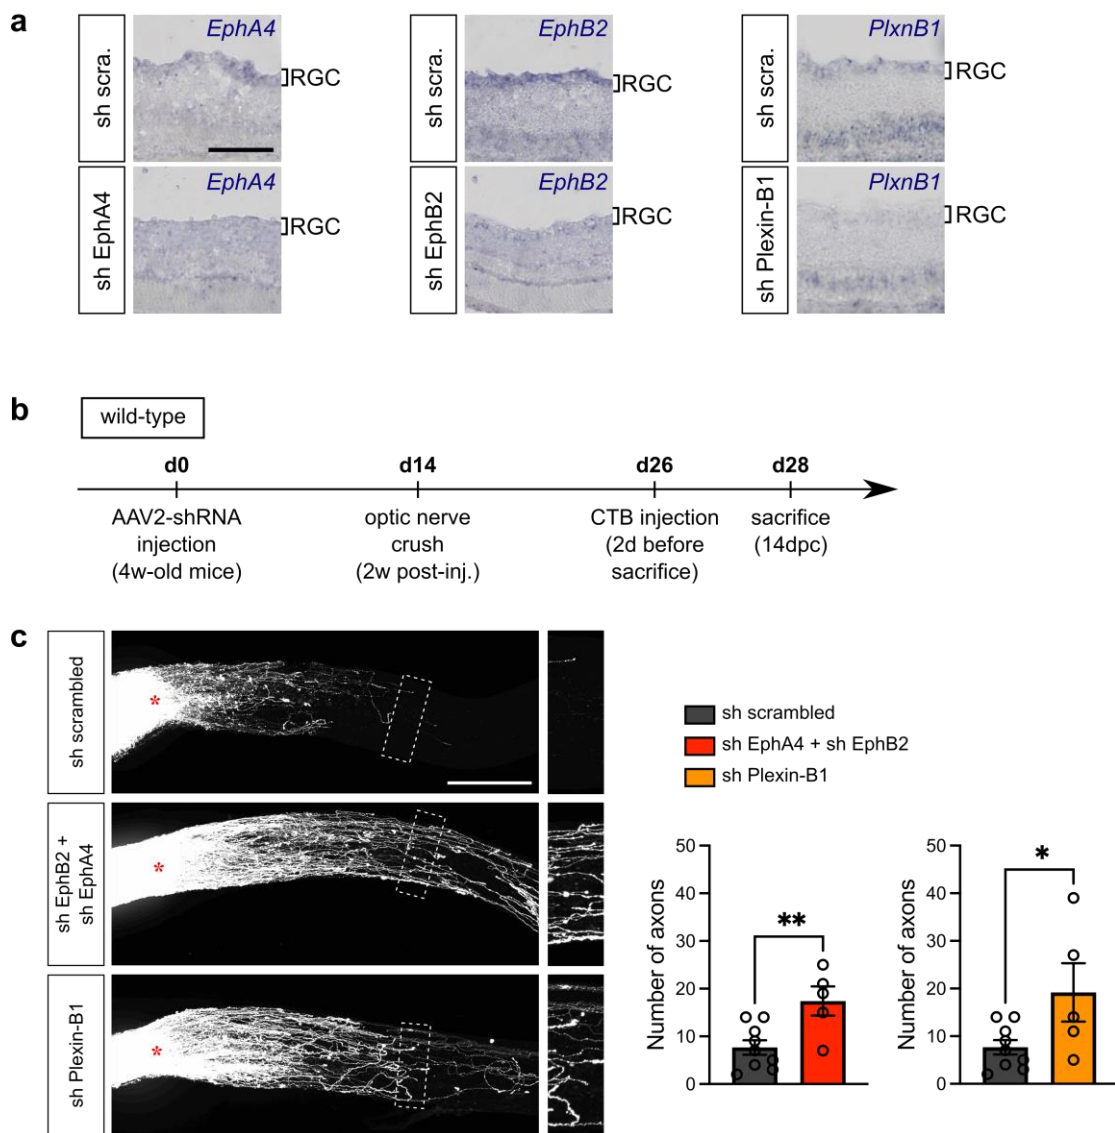 a
sh scra.
EphA4
RGC
sh scra.
EphB2
RGC
sh scra.
PlxnB1
RGC
sh EphA4
EphA4
RGC
sh EphB2
EphB2
RGC
sh Plexin-B1
PlxnB1
RGC
b
wild-type
d0
d14
d26
d28
AAV2-shRNA
injection
(4w-old mice)
optic nerve
crush
(2w post-inj.)
CTB injection
(2d before
sacrifice)
sacrifice
(14dpc)
c
sh scrambled
*
sh EphB2 +
sh EphA4
*
sh Plexin-B1
*
sh scrambled
sh EphA4 + sh EphB2
sh Plexin-B1
Number of axons
50
40
30
20
10
0
**
Number of axons
50
40
30
20
10
0
*